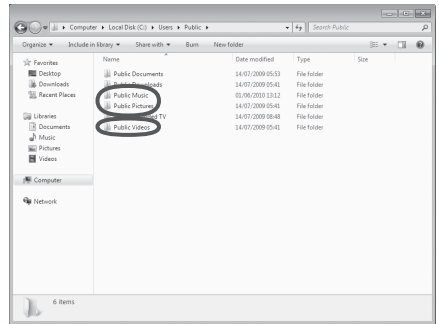 Computer ▸ Local Disk (C:) ▸ Users ▸ Public ▸
Search Public
Organize ▾ Include in library ▾ Share with ▾ Burn New folder
Name Date modified Type Size
Favorites
Desktop
Downloads
Recent Places
Libraries
Documents
Music
Pictures
Videos
Computer
Network
Public Documents 14/07/2009 05:53 File folder
Public Downloads 14/07/2009 05:41 File folder
Public Music 01/06/2010 13:12 File folder
Public Pictures 14/07/2009 05:41 File folder
TV 14/07/2009 08:48 File folder
Public Videos 14/07/2009 05:41 File folder
6 items